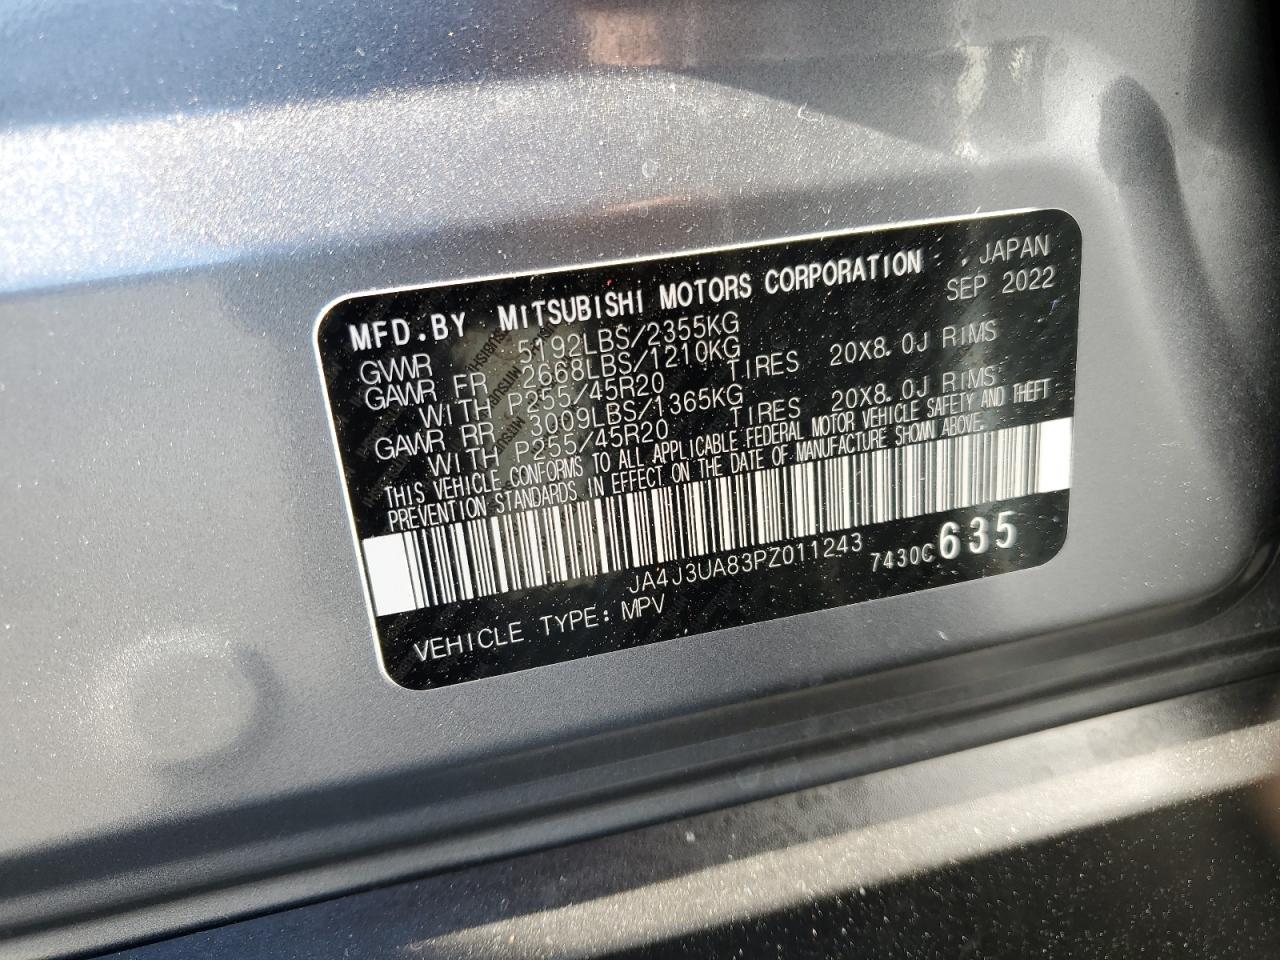 MFD. BY MITSUBISHI MOTORS CORPORATION , JAPAN
SEP 2022
GVWR 5192LBS/2355KG
GAWR FR 2668LBS/1210KG
WITH P255/45R20 TIRES 20X8.0J RIMS
GAWR RR 3009LBS/1365KG
WITH P255/45R20 TIRES 20X8.0J RIMS
THIS VEHICLE CONFORMS TO ALL APPLICABLE FEDERAL MOTOR VEHICLE SAFETY AND THEFT
PREVENTION STANDARDS IN EFFECT ON THE DATE OF MANUFACTURE SHOWN ABOVE.
JA4J3UA83PZ011243 7430C 635
VEHICLE TYPE: MPV